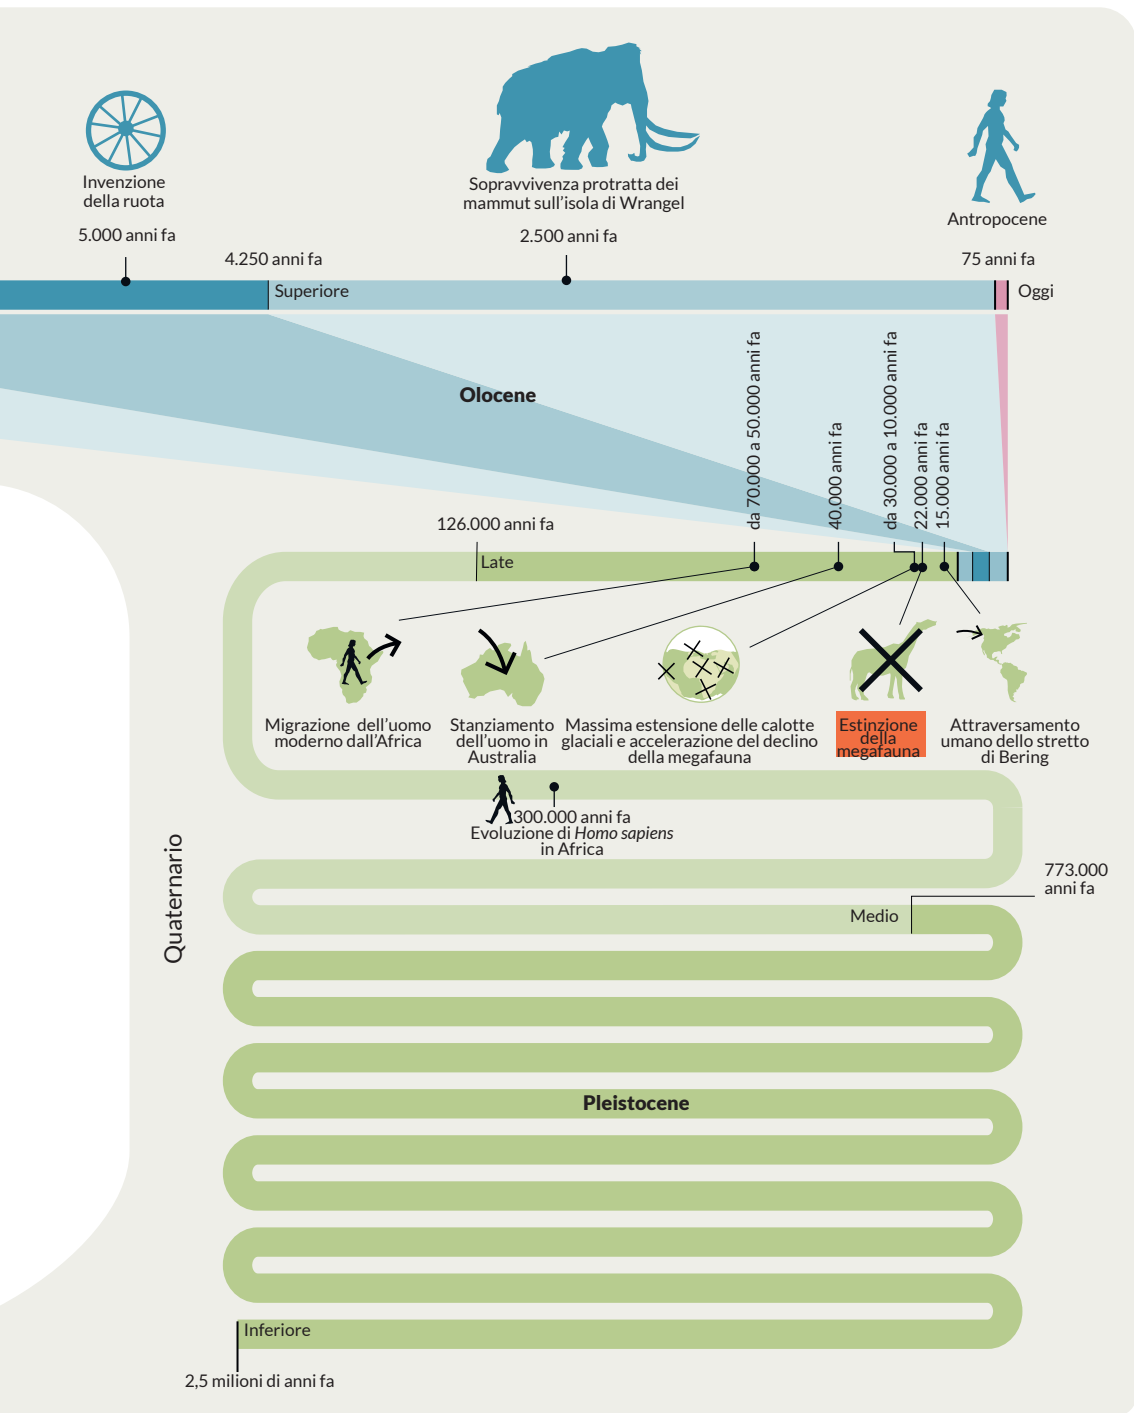 Invenzione
della ruota
5.000 anni fa
Sopravvivenza protratta dei
mammut sull'isola di Wrangel
2.500 anni fa
Antropocene
4.250 anni fa
75 anni fa
Superiore
Oggi
Olocene
da 70.000 a 50.000 anni fa
40.000 anni fa
da 30.000 a 10.000 anni fa
22.000 anni fa
15.000 anni fa
126.000 anni fa
Late
Migrazione dell'uomo
moderno dall'Africa
Stanziamento
dell'uomo in
Australia
Massima estensione delle calotte
glaciali e accelerazione del declino
della megafauna
Estinzione
della
megafauna
Attraversamento
umano dello stretto
di Bering
300.000 anni fa
Evoluzione di Homo sapiens
in Africa
Quaternario
773.000
anni fa
Medio
Pleistocene
Inferiore
2,5 milioni di anni fa